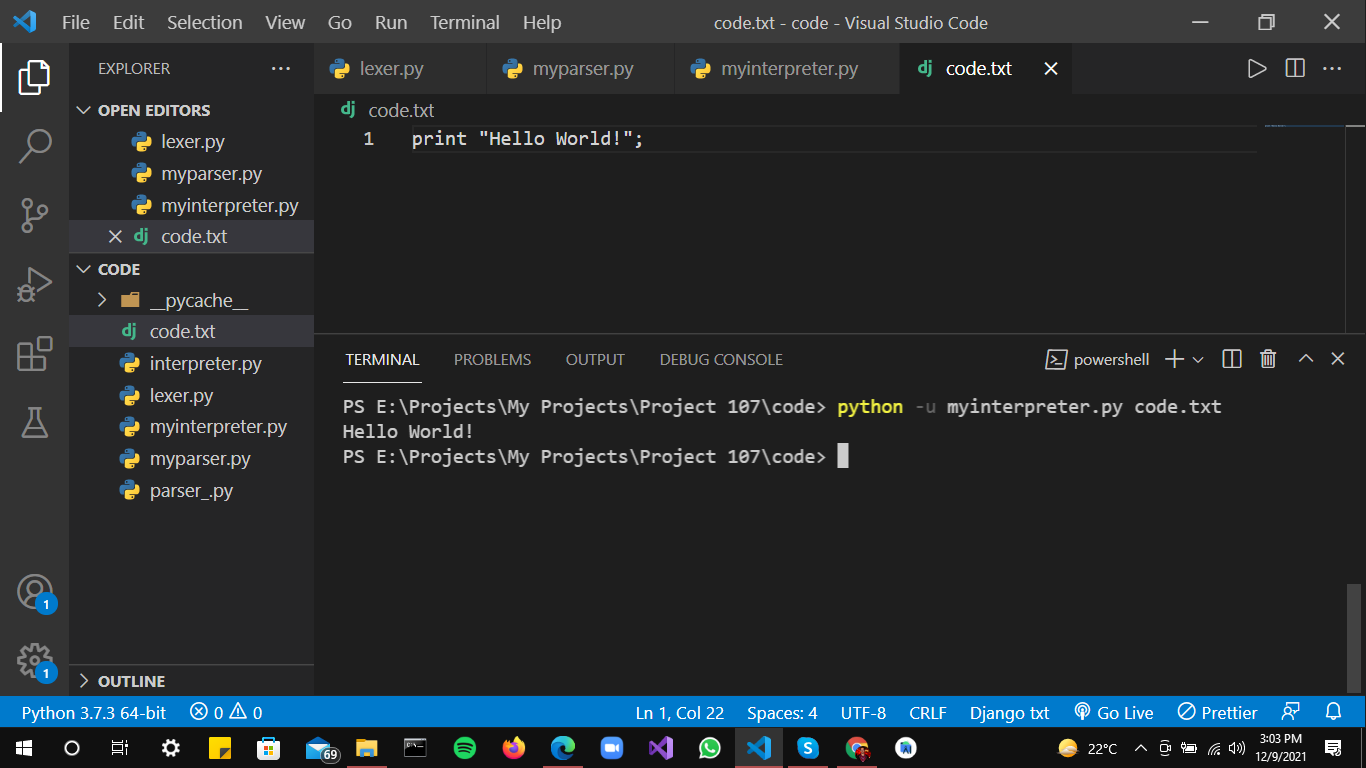 File Edit Selection View Go Run Terminal Help code.txt - code - Visual Studio Code
EXPLORER
OPEN EDITORS
lexer.py
myparser.py
myinterpreter.py
dj code.txt
CODE
__pycache__
dj code.txt
interpreter.py
lexer.py
myinterpreter.py
myparser.py
parser_.py
OUTLINE
lexer.py myparser.py myinterpreter.py dj code.txt
dj code.txt
1 print "Hello World!";
TERMINAL PROBLEMS OUTPUT DEBUG CONSOLE powershell
PS E:\Projects\My Projects\Project 107\code> python -u myinterpreter.py code.txt
Hello World!
PS E:\Projects\My Projects\Project 107\code>
1
1
Python 3.7.3 64-bit 0 0 Ln 1, Col 22 Spaces: 4 UTF-8 CRLF Django txt Go Live Prettier
69 22°C 3:03 PM
12/9/2021